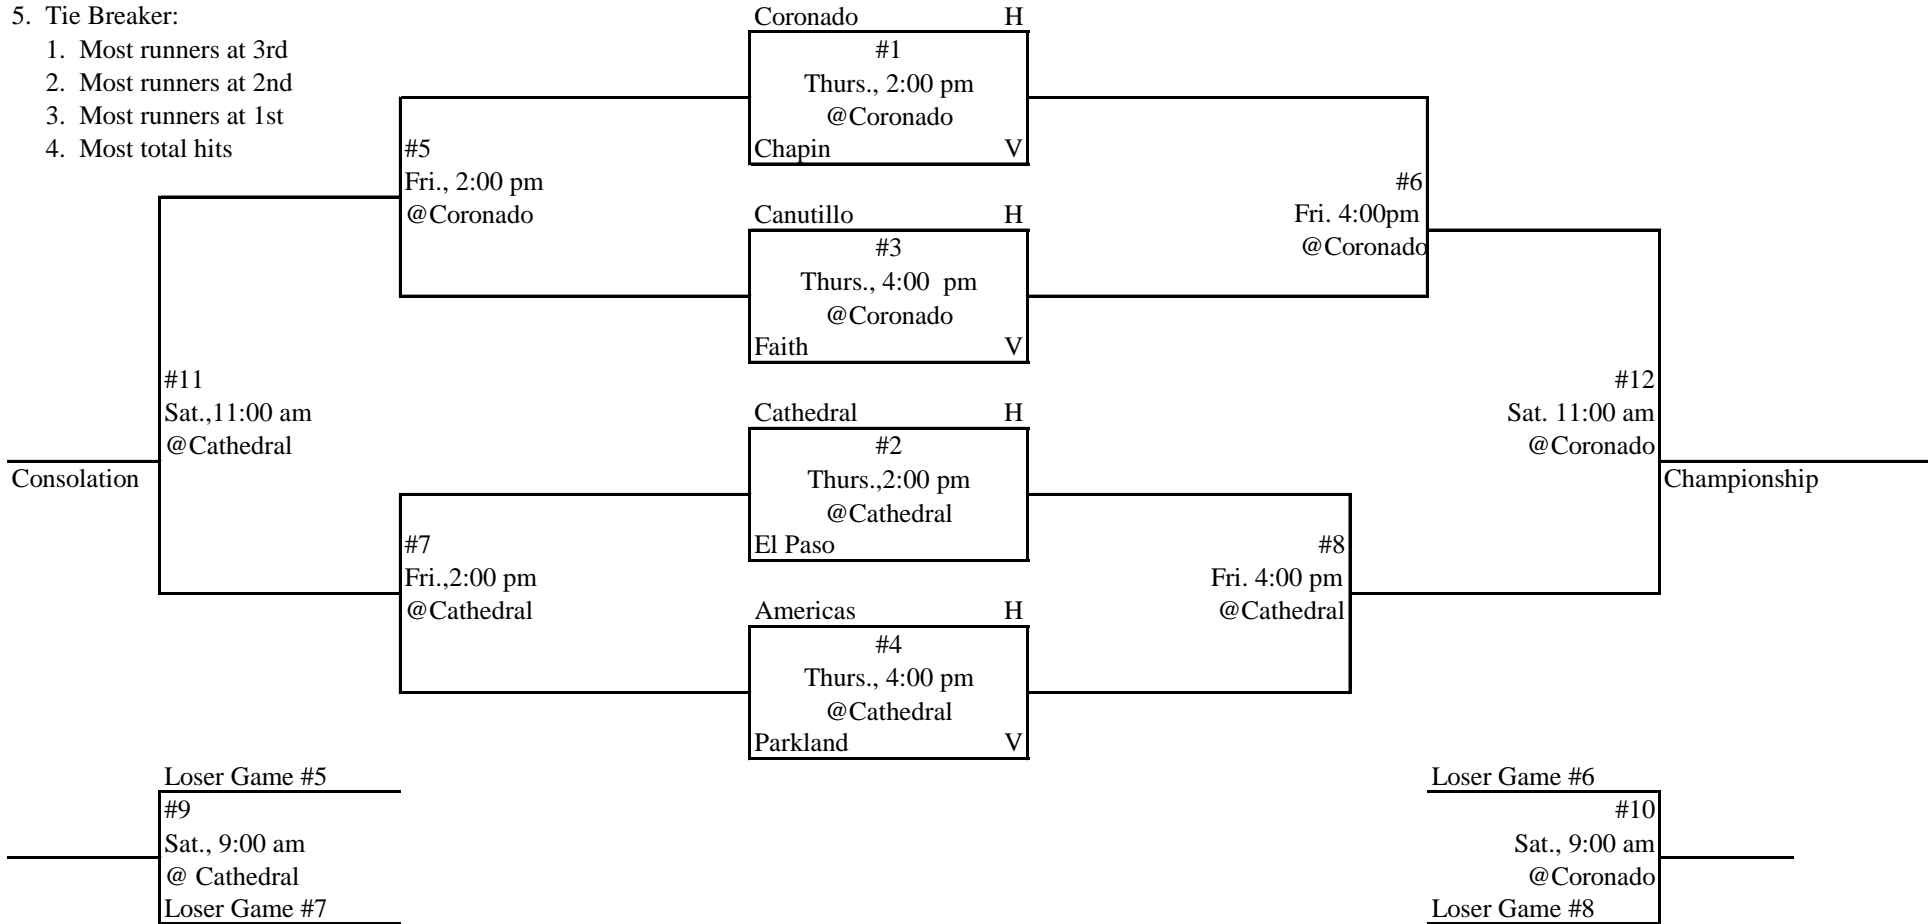 5. Tie Breaker:
1. Most runners at 3rd
2. Most runners at 2nd
3. Most runners at 1st
4. Most total hits
Coronado H
#1
Thurs., 2:00 pm
@Coronado
Chapin V
#5
Fri., 2:00 pm
@Coronado
#6
Fri. 4:00pm
@Coronado
Canutillo H
#3
Thurs., 4:00 pm
@Coronado
Faith V
#11
Sat.,11:00 am
@Cathedral
Consolation
#12
Sat. 11:00 am
@Coronado
Championship
Cathedral H
#2
Thurs.,2:00 pm
@Cathedral
El Paso
#7
Fri.,2:00 pm
@Cathedral
#8
Fri. 4:00 pm
@Cathedral
Americas H
#4
Thurs., 4:00 pm
@Cathedral
Parkland V
Loser Game #5
#9
Sat., 9:00 am
@ Cathedral
Loser Game #7
Loser Game #6
#10
Sat., 9:00 am
@Coronado
Loser Game #8